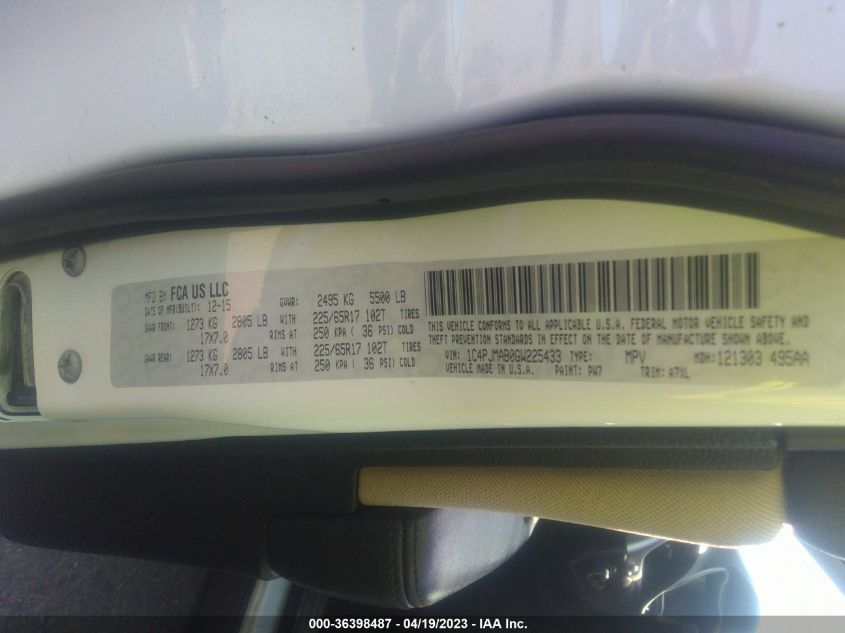 MFD BY FCA US LLC
DATE OF MFR(BUILT): 12-15 GVWR: 2495 KG 5500 LB
GAWR FRONT: 1273 KG 2805 LB WITH 225/65R17 102T TIRES
17X7.0 RIMS AT 250 KPA ( 36 PSI) COLD
GAWR REAR: 1273 KG 2805 LB WITH 225/65R17 102T TIRES
17X7.0 RIMS AT 250 KPA ( 36 PSI) COLD
THIS VEHICLE CONFORMS TO ALL APPLICABLE U.S.A. FEDERAL MOTOR VEHICLE SAFETY AND
THEFT PREVENTION STANDARDS IN EFFECT ON THE DATE OF MANUFACTURE SHOWN ABOVE.
VIN: 1C4PJMAB0GW225433 TYPE: MPV MDH: 121303 495AA
VEHICLE MADE IN U.S.A. PAINT: PW7 TRIM: A7XL
000-36398487 - 04/19/2023 - IAA Inc.